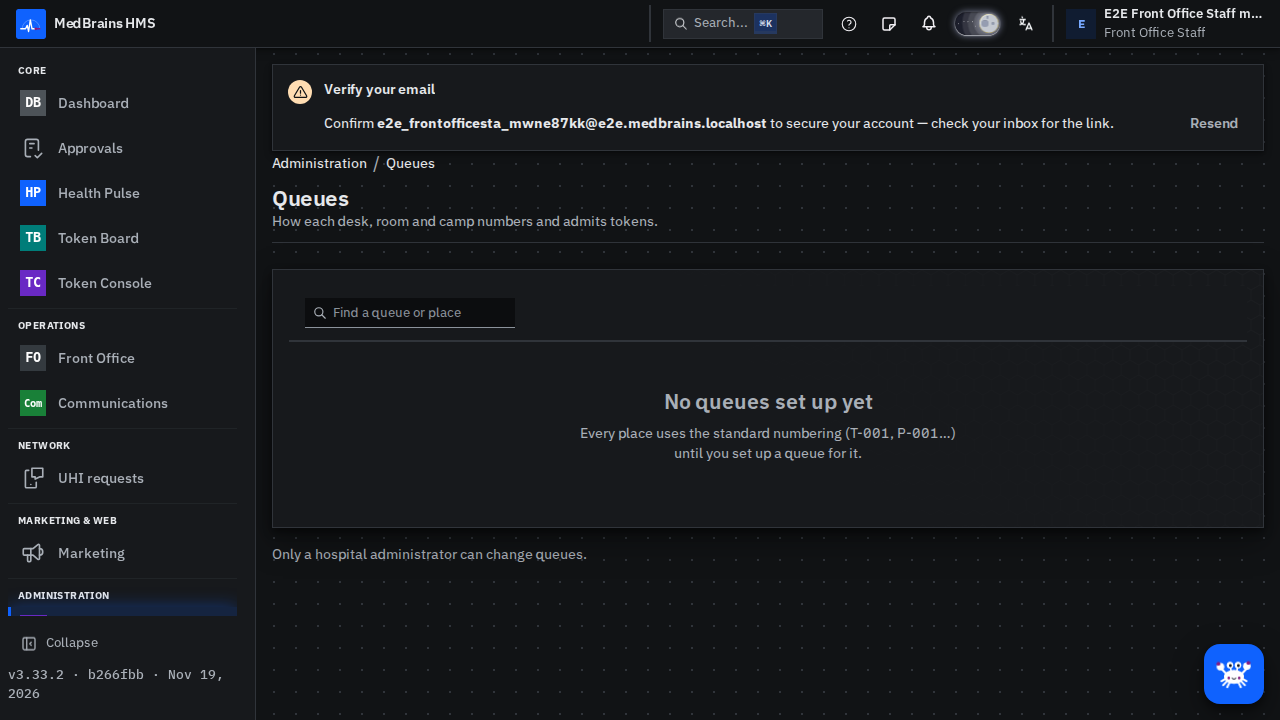 MedBrains HMS
Search...
⌘K
E
E2E Front Office Staff m...
Front Office Staff
CORE
DB Dashboard
Approvals
HP Health Pulse
TB Token Board
TC Token Console
OPERATIONS
FO Front Office
Com Communications
NETWORK
UHI requests
MARKETING & WEB
Marketing
ADMINISTRATION
Collapse
v3.33.2 · b266fbb · Nov 19,
2026
Verify your email
Confirm e2e_frontofficesta_mwne87kk@e2e.medbrains.localhost to secure your account — check your inbox for the link.
Resend
Administration / Queues
Queues
How each desk, room and camp numbers and admits tokens.
Find a queue or place
No queues set up yet
Every place uses the standard numbering (T-001, P-001…)
until you set up a queue for it.
Only a hospital administrator can change queues.